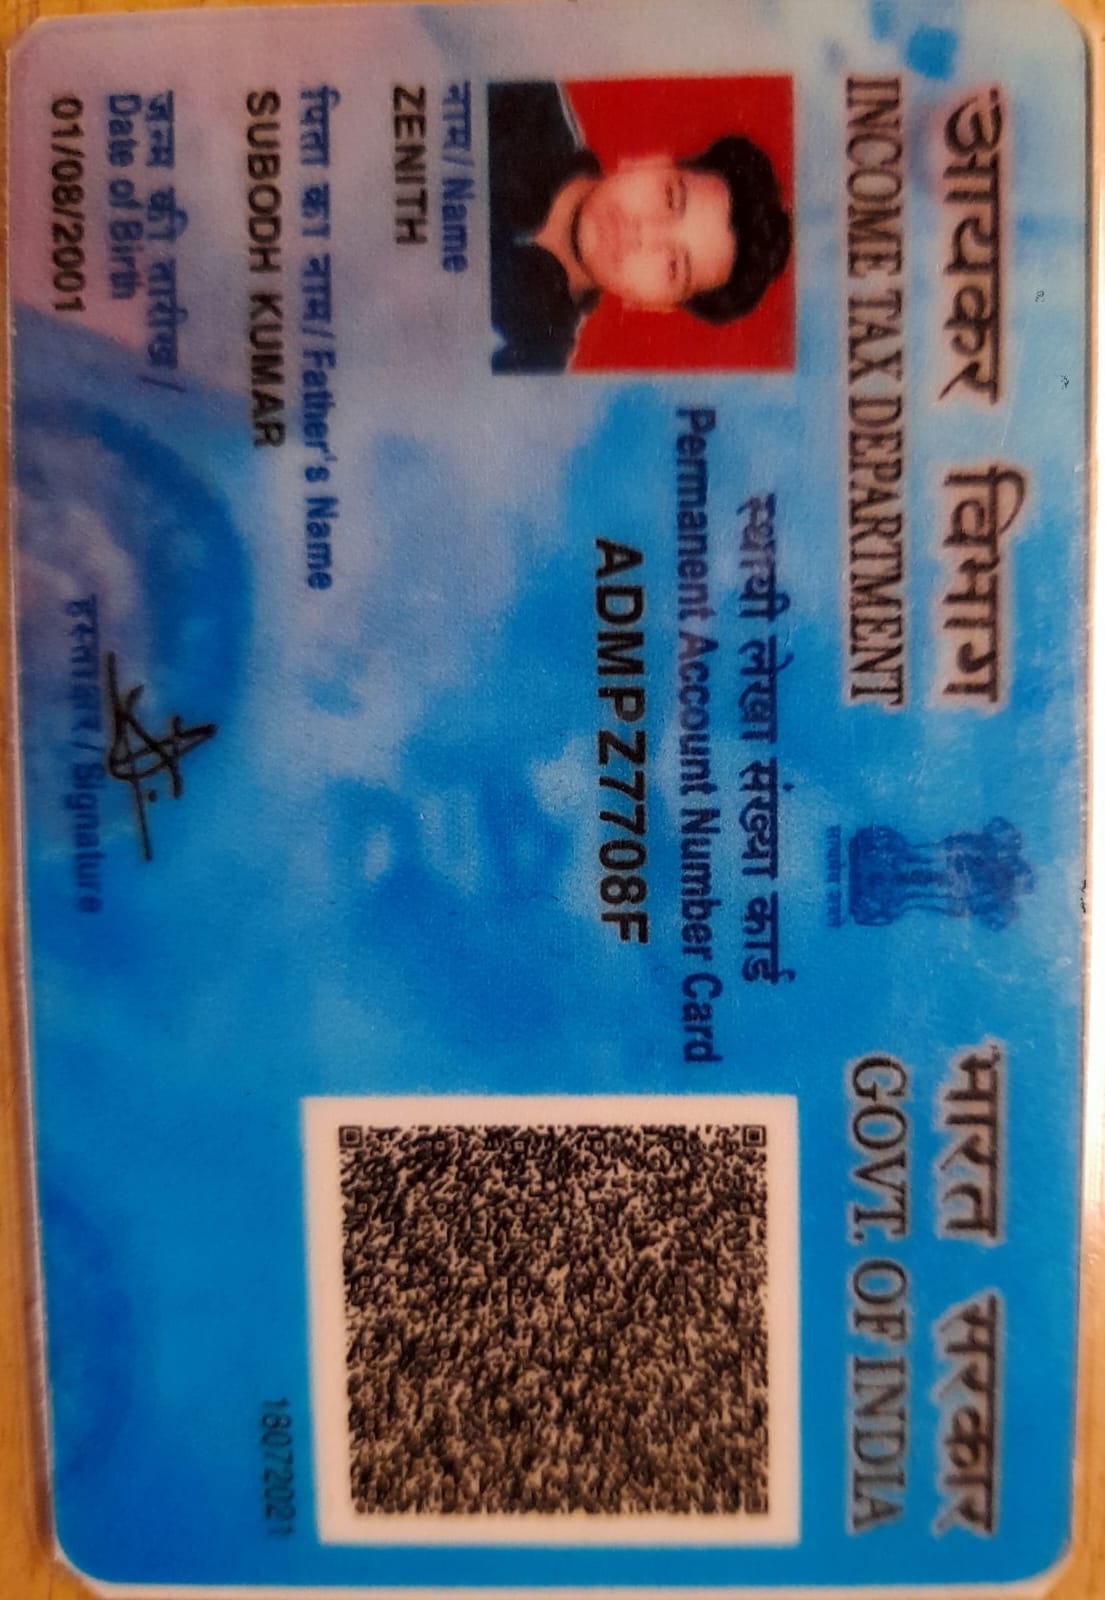 आयकर विभाग
INCOME TAX DEPARTMENT
सत्यमेव जयते
भारत सरकार
GOVT. OF INDIA
स्थायी लेखा संख्या कार्ड
Permanent Account Number Card
ADMPZ7708F
नाम/ Name
ZENITH
पिता का नाम/ Father's Name
SUBODH KUMAR
18072021
जन्म की तारीख/
Date of Birth
01/08/2001
हस्ताक्षर/ Signature